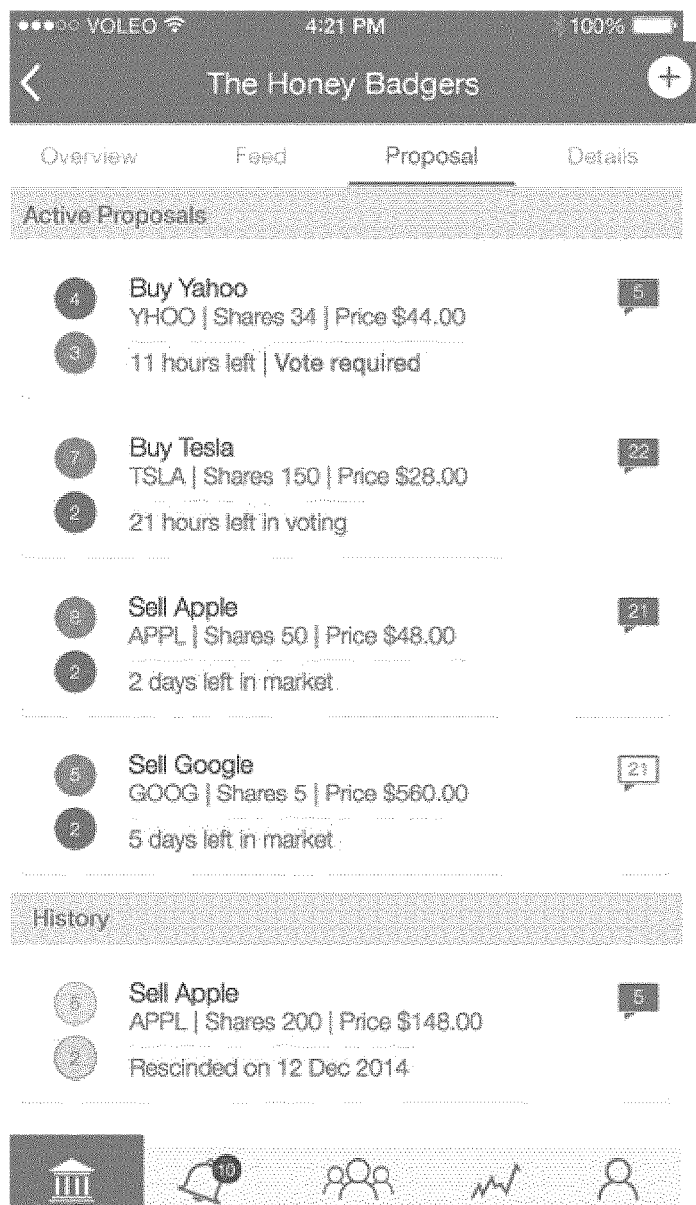 VOLEO 4:21 PM 100%
The Honey Badgers +
Overview Feed Proposal Details
Active Proposals
4 Buy Yahoo 5
YHOO | Shares 34 | Price $44.00
3 11 hours left | Vote required
7 Buy Tesla 22
TSLA | Shares 150 | Price $28.00
2 21 hours left in voting
Sell Apple 21
APPL | Shares 50 | Price $48.00
2 2 days left in market
5 Sell Google 21
GOOG | Shares 5 | Price $560.00
2 5 days left in market
History
5 Sell Apple 5
APPL | Shares 200 | Price $148.00
2 Rescinded on 12 Dec 2014
10